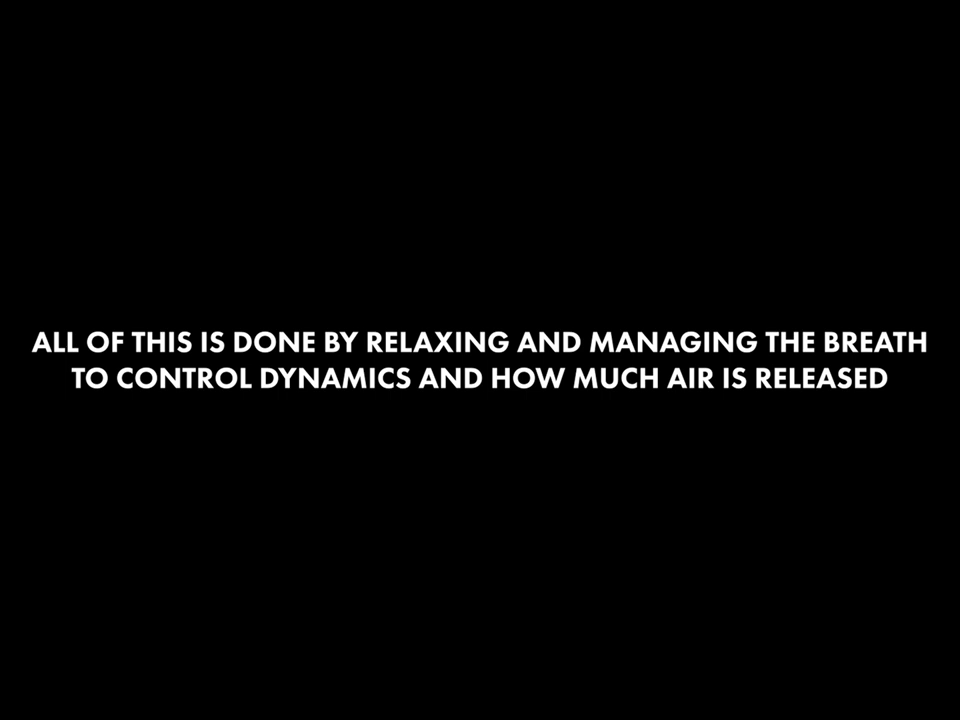 ALL OF THIS IS DONE BY RELAXING AND MANAGING THE BREATH
TO CONTROL DYNAMICS AND HOW MUCH AIR IS RELEASED